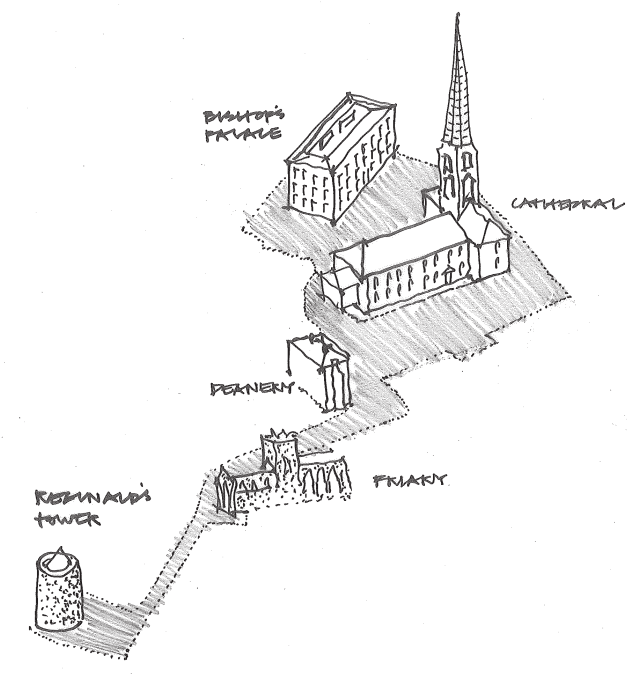 BISHOP'S
PALACE
CATHEDRAL
DEANERY
FRIARY
REGINALD'S
TOWER